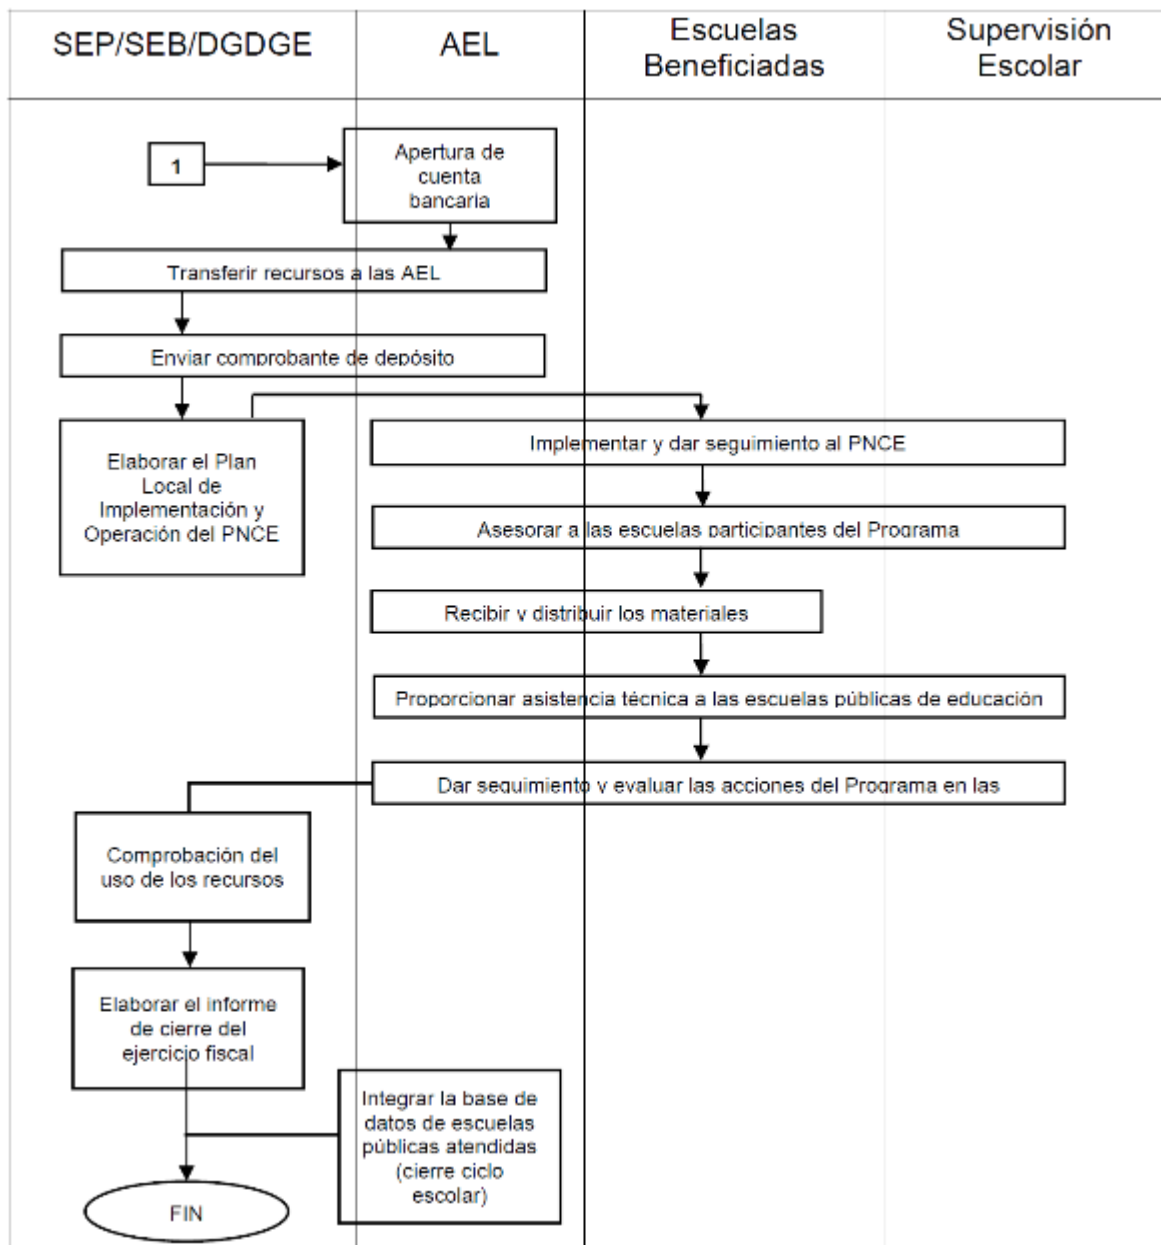 SEP/SEB/DGDGE
AEL
Escuelas
Beneficiadas
Supervisión
Escolar
1
Apertura de
cuenta
bancaria
Transferir recursos a las AEL
Enviar comprobante de depósito
Elaborar el Plan
Local de
Implementación y
Operación del PNCE
Implementar y dar seguimiento al PNCE
Asesorar a las escuelas participantes del Programa
Recibir y distribuir los materiales
Proporcionar asistencia técnica a las escuelas públicas de educación
Dar seguimiento y evaluar las acciones del Programa en las
Comprobación del
uso de los recursos
Elaborar el informe
de cierre del
ejercicio fiscal
Integrar la base de
datos de escuelas
públicas atendidas
(cierre ciclo
escolar)
FIN